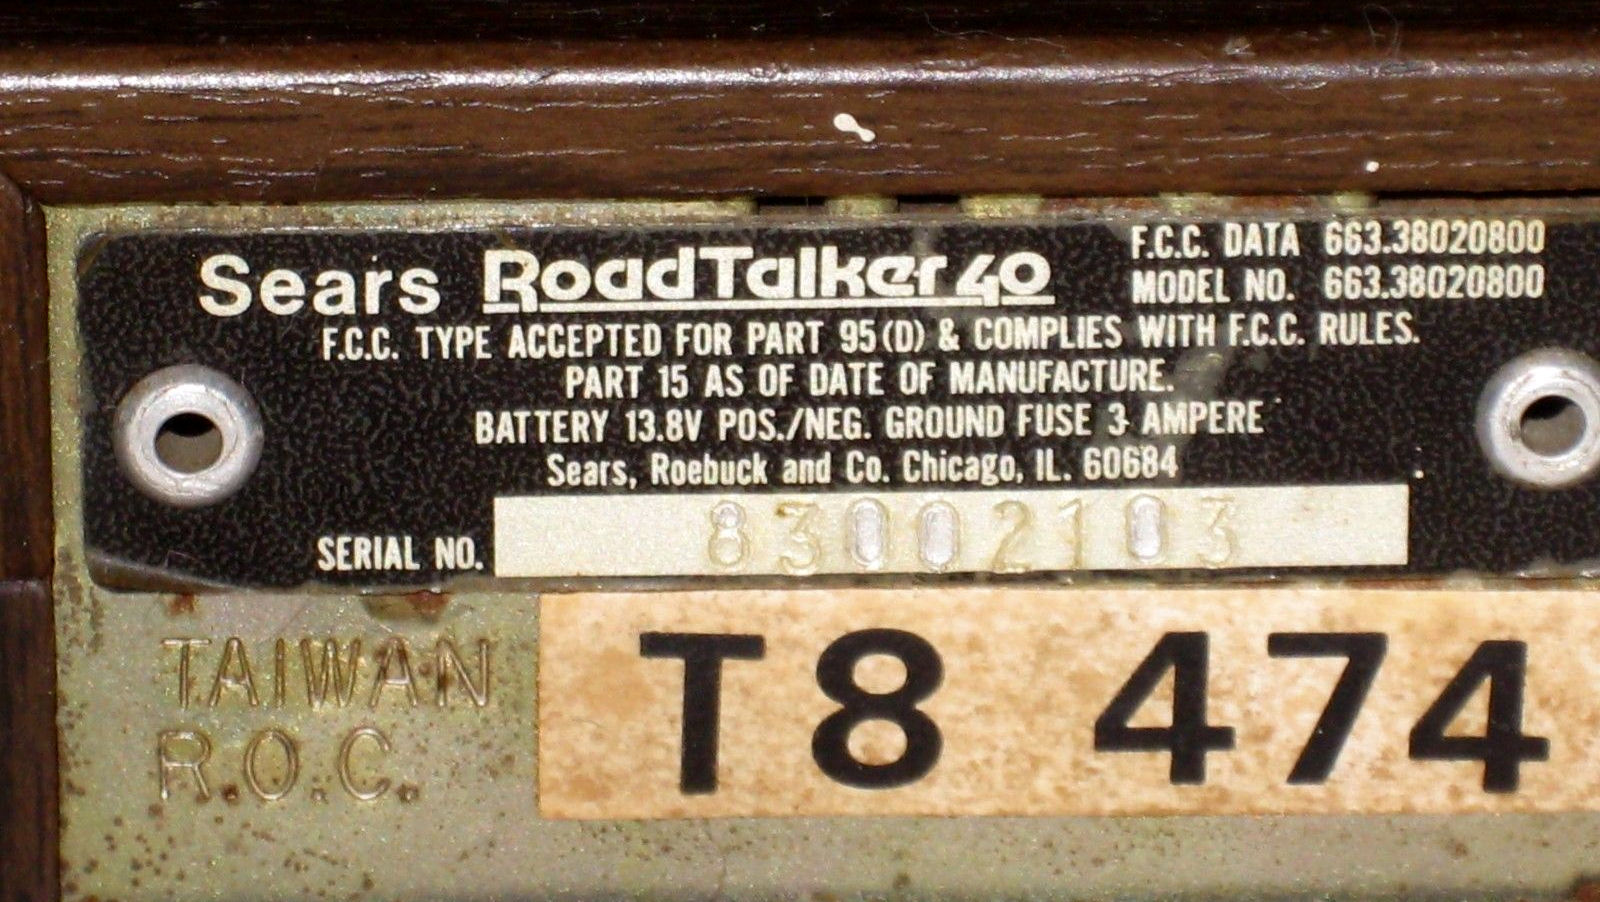 Sears RoadTalker 40
F.C.C. DATA 663.38020800
MODEL NO. 663.38020800
F.C.C. TYPE ACCEPTED FOR PART 95(D) & COMPLIES WITH F.C.C. RULES.
PART 15 AS OF DATE OF MANUFACTURE.
BATTERY 13.8V POS./NEG. GROUND FUSE 3 AMPERE
Sears, Roebuck and Co. Chicago, IL. 60684
SERIAL NO. 83002103
TAIWAN
R.O.C.
T8 474